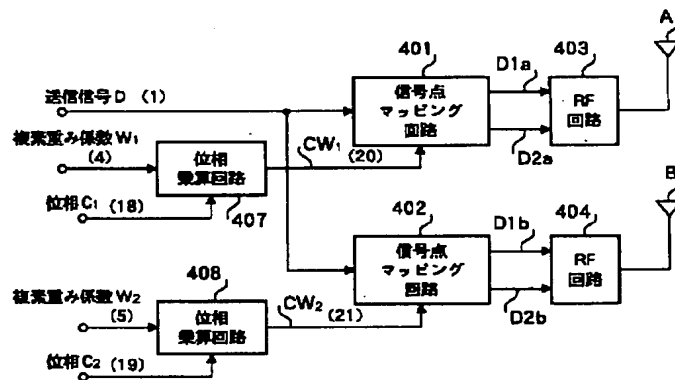 A
401
D1a
403
送信信号 D (1)
信号点
マッピング
回路
RF
回路
D2a
複素重み係数 W1
(4)
位相
乗算回路
CW1
(20)
位相 C1 (18)
407
B
402
D1b
404
信号点
マッピング
回路
RF
回路
D2b
408
複素重み係数 W2
(5)
位相
乗算回路
CW2
(21)
位相 C2 (19)